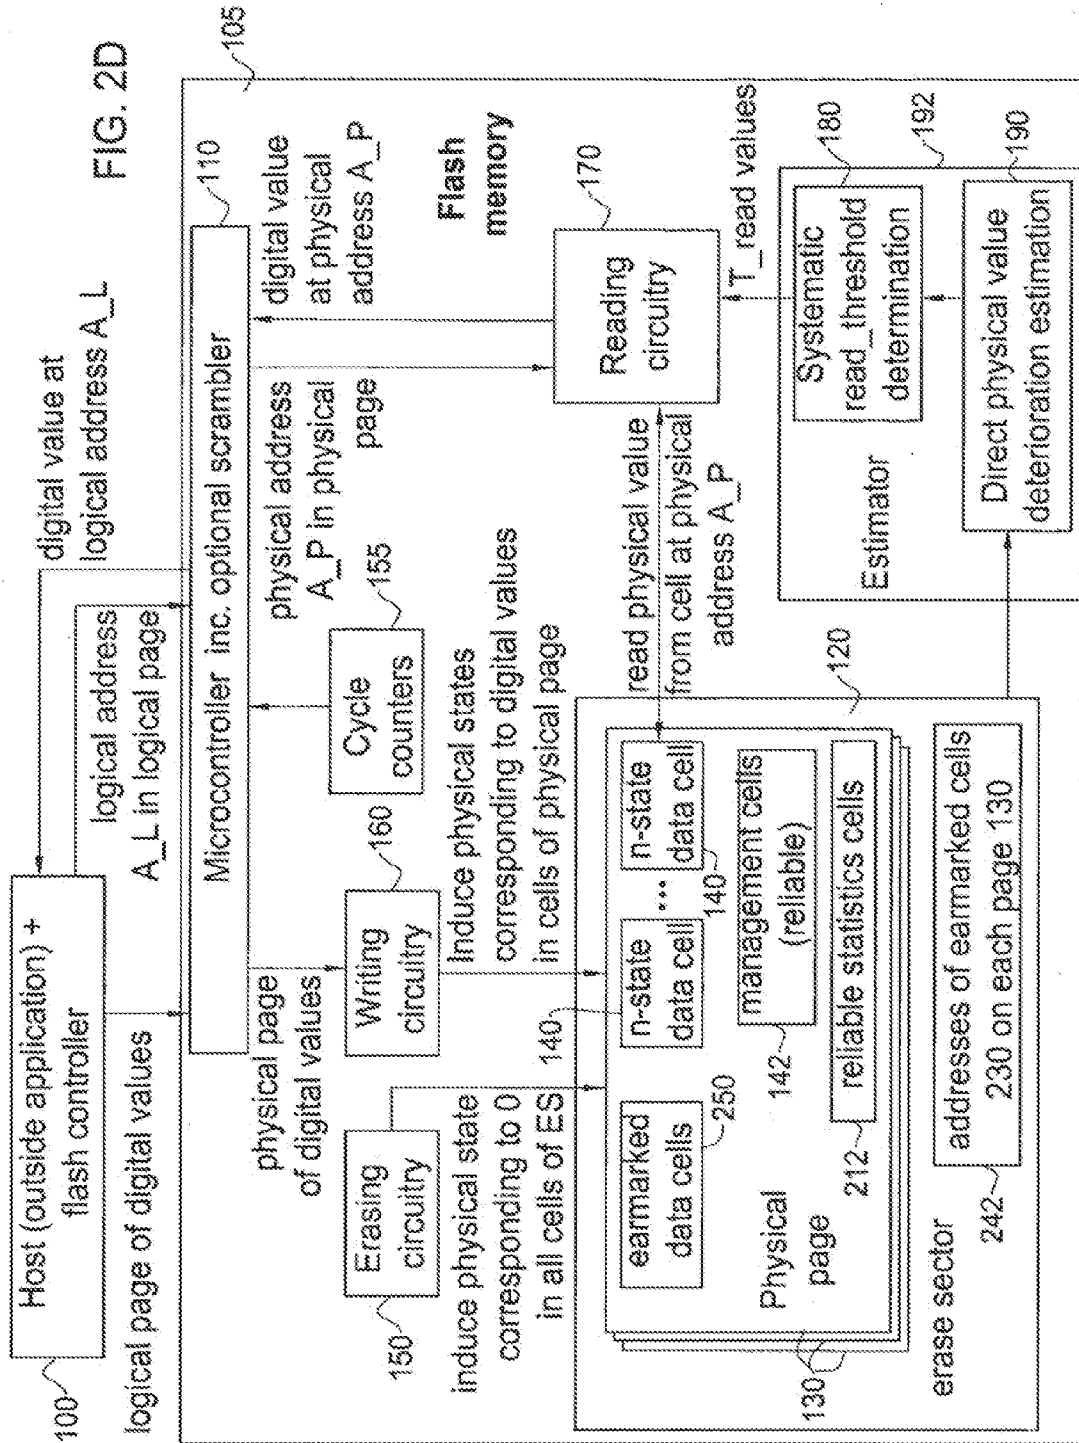 FIG. 2D
Host (outside application) +
flash controller
100
logical page of digital values
logical address
A_L in logical page
digital value at
logical address A_L
105
Microcontroller inc. optional scrambler
110
physical page
of digital values
Erasing
circuitry
150
Writing
circuitry
160
Cycle
counters
155
physical address
A_P in physical
page
digital value
at physical
address A_P
Flash
memory
induce physical state
corresponding to 0
in all cells of ES
Induce physical states
corresponding to digital values
in cells of physical page
Reading
circuitry
170
read physical value
from cell at physical
address A_P
T_read values
earmarked
data cells
250
n-state
data cell
140
...
n-state
data cell
140
management cells
(reliable)
142
reliable statistics cells
212
Physical
page
130
120
addresses of earmarked cells
230 on each page 130
242
erase sector
Estimator
Systematic
read_threshold
determination
180
192
Direct physical value
deterioration estimation
190